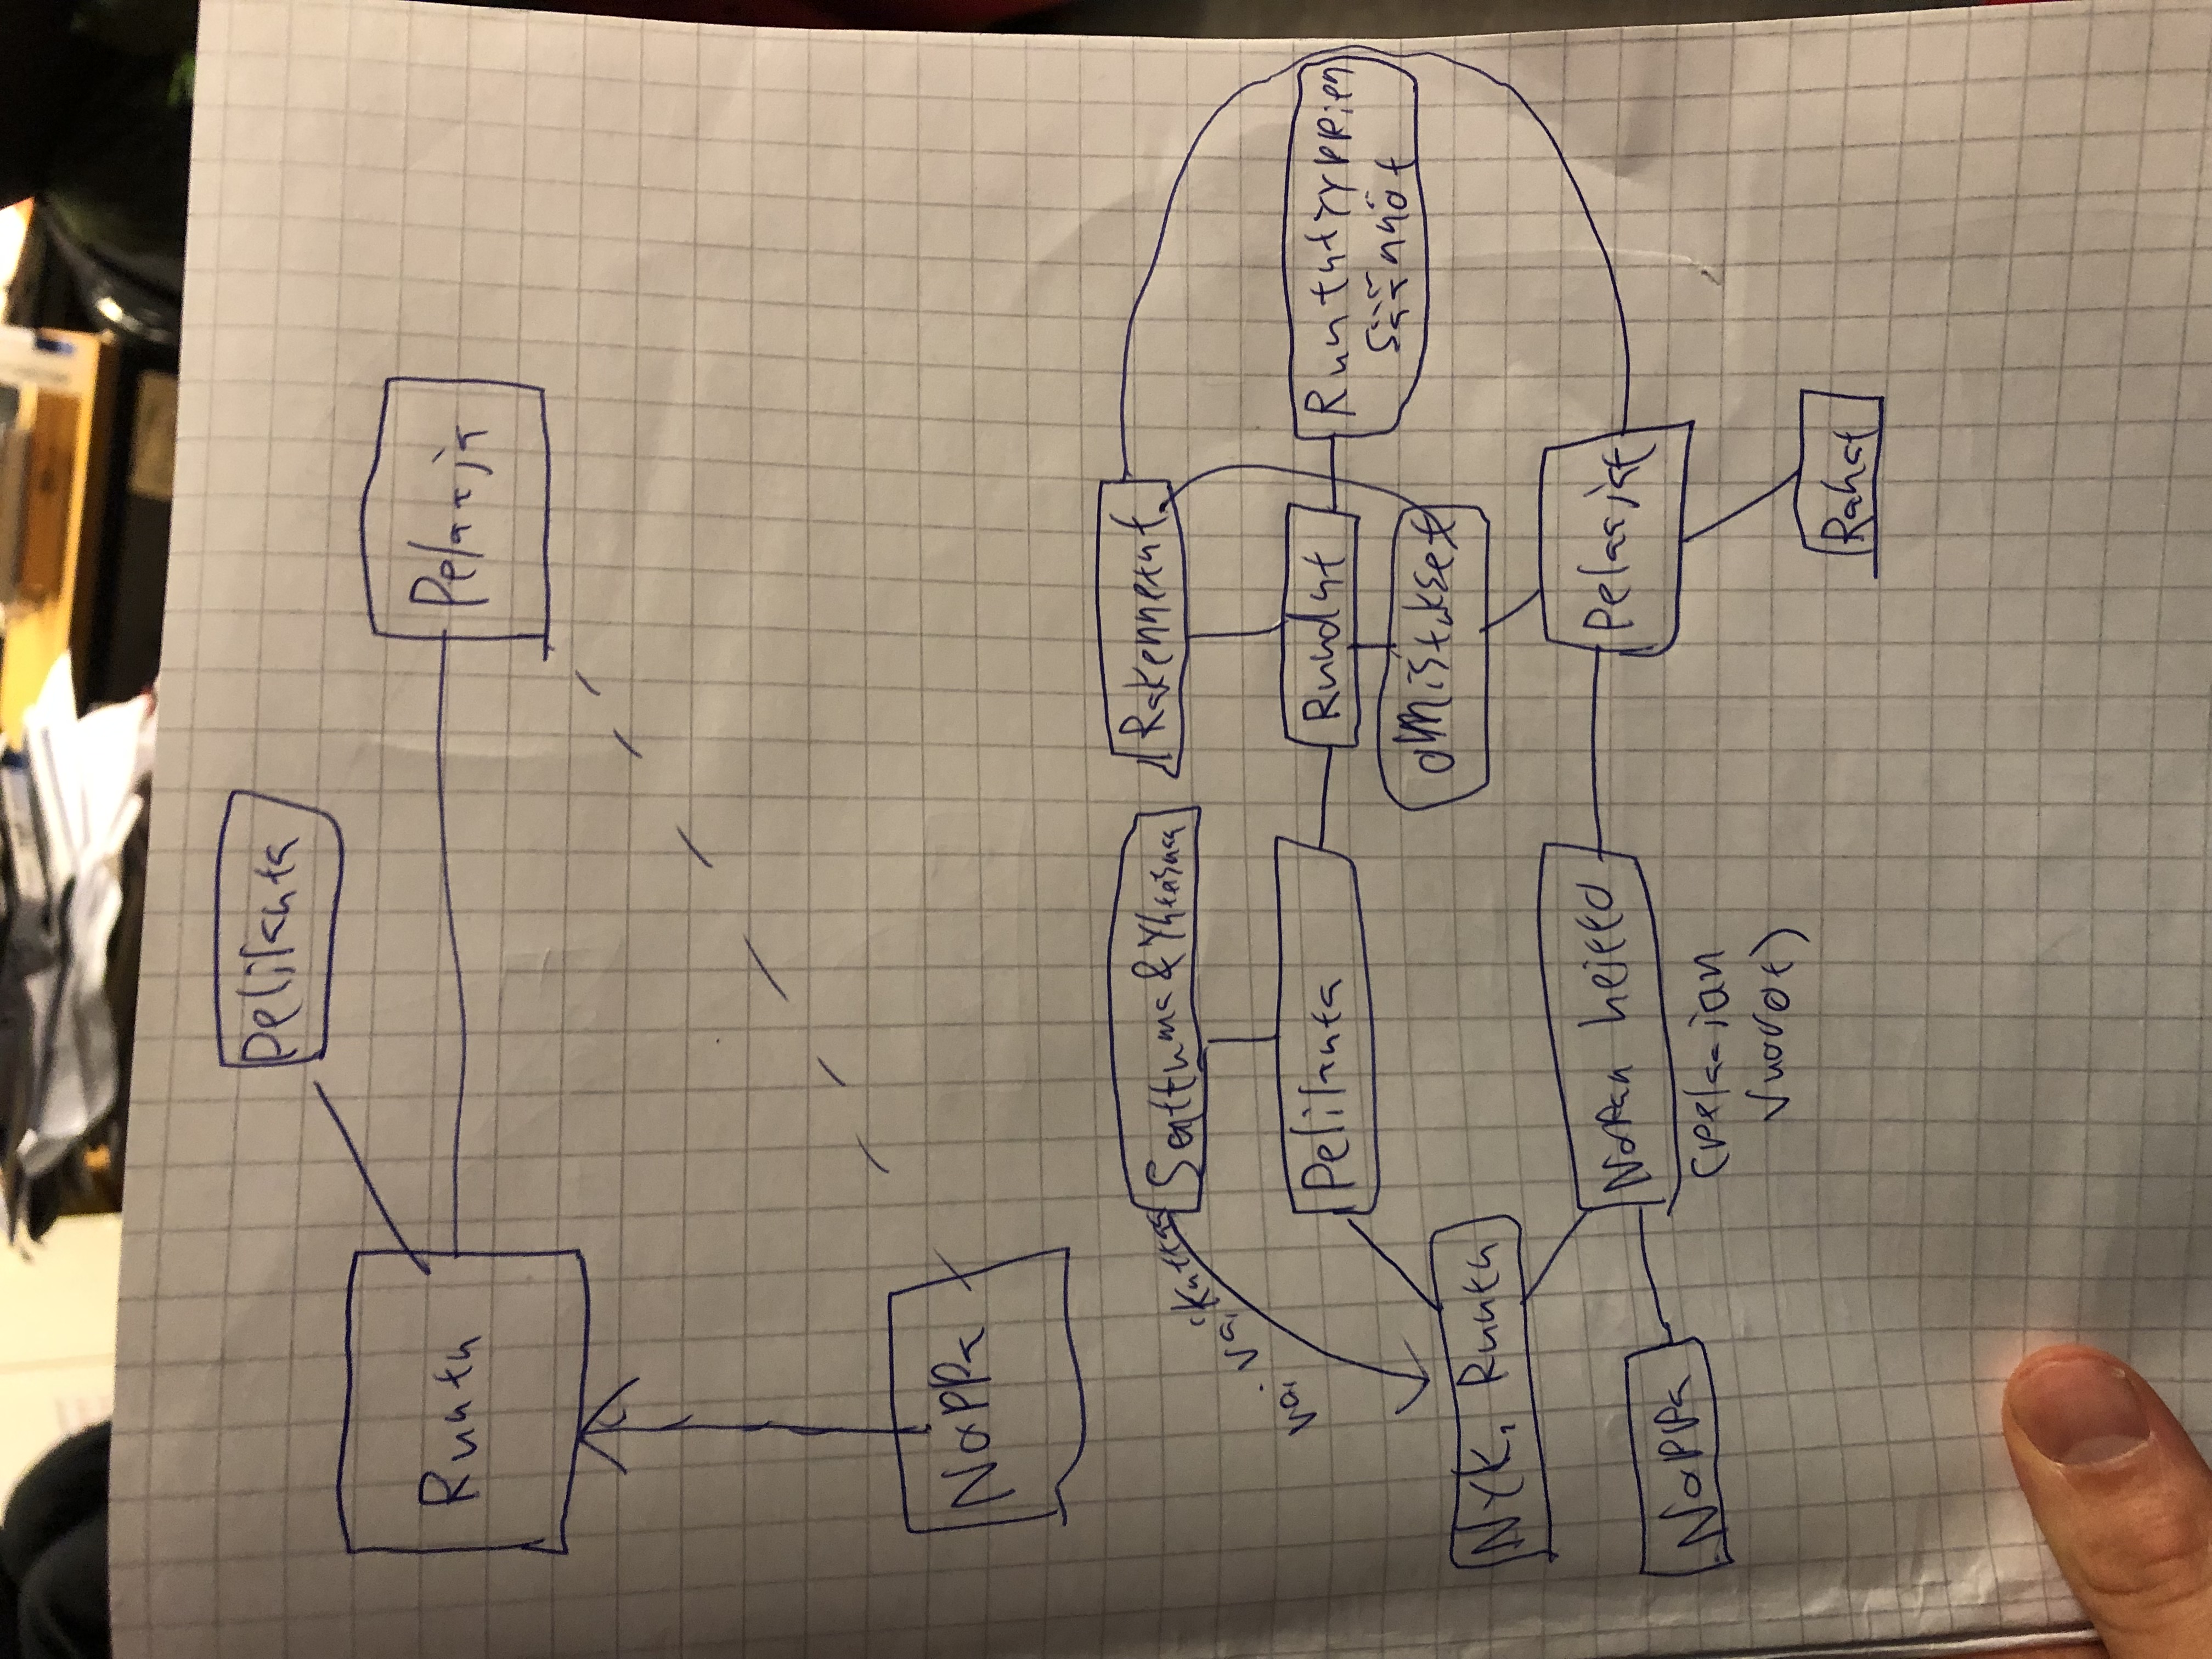 Pelilauta
Ruutu
Pelaaja
Noppa
Sattuma & Yhteismaa
Rakennetut
voi vaikuttaa
Pelilauta
Ruudut
Ruututyyppien
säännöt
Omistukset
Nyk. Ruutu
Nopan heitto
Pelaajat
Noppa
(pelaajan
vuorot)
Rahat